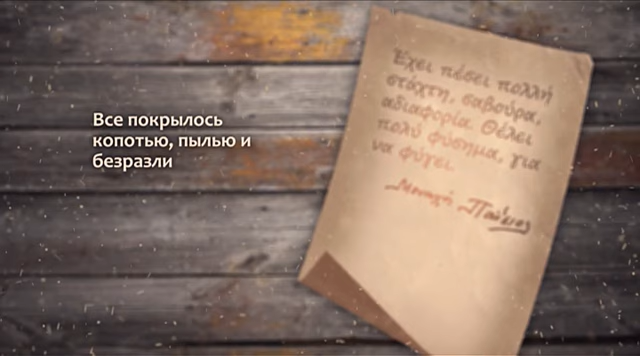 Все покрылось
копотью, пылью и
безразли
Έχει πέσει πολλή
στάχτη, σαβούρα,
αδιαφορία. Θέλει
πολύ φύσημα, για
να φύγει.
Μοναχή Παΐσιος